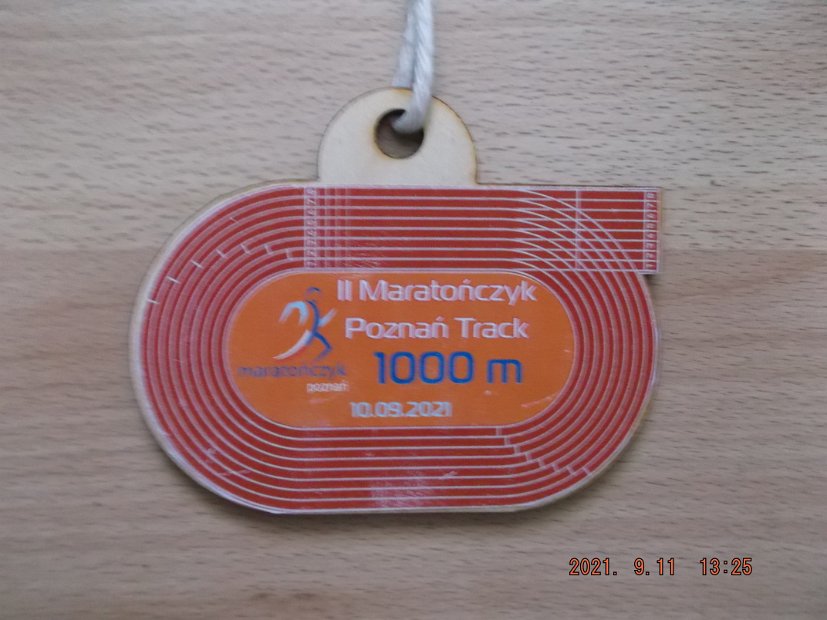 II Maratończyk
Poznań Track
1000 m
maratończyk
poznań
10.09.2021
2021. 9.11 13:25